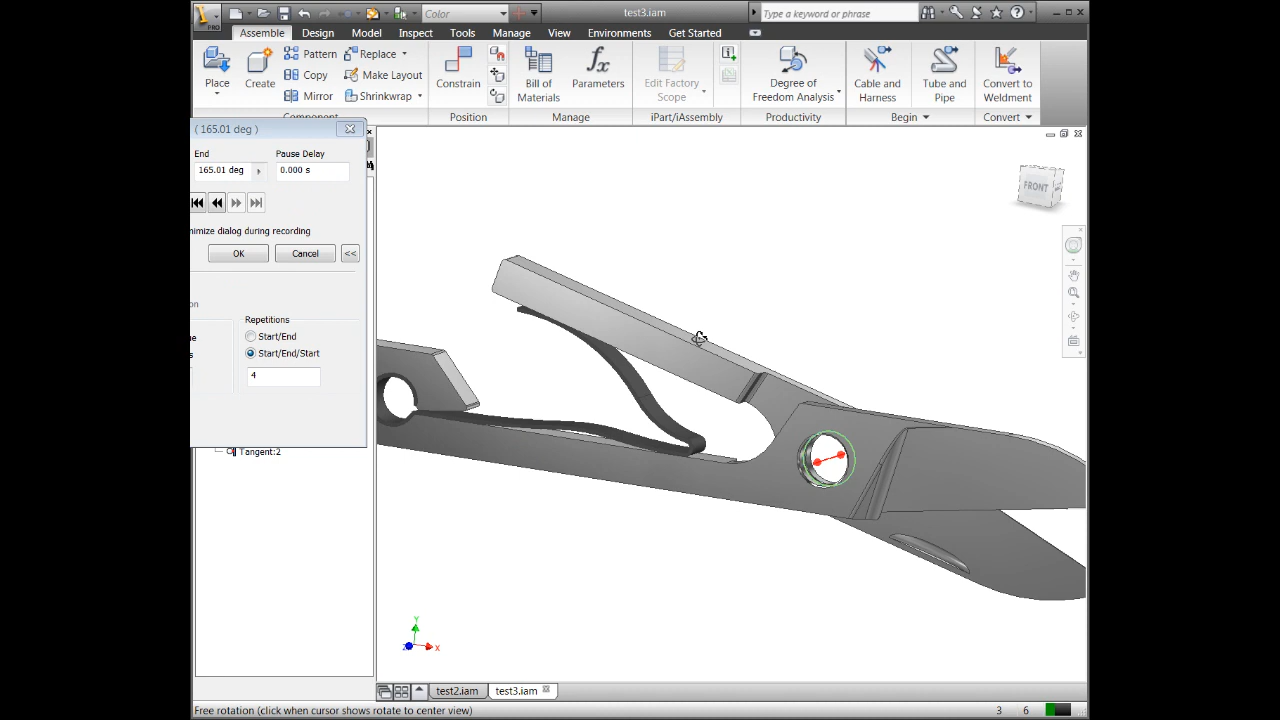 PRO
Color
test3.iam
Type a keyword or phrase
Assemble Design Model Inspect Tools Manage View Environments Get Started
Place
Create
Pattern
Copy
Mirror
Replace
Make Layout
Shrinkwrap
Constrain
Bill of
Materials
Parameters
Edit Factory
Scope
Degree of
Freedom Analysis
Cable and
Harness
Tube and
Pipe
Convert to
Weldment
Component Position Manage iPart/iAssembly Productivity Begin Convert
( 165.01 deg )
End Pause Delay
165.01 deg 0.000 s
nimize dialog during recording
OK Cancel <<
on
Repetitions
ue Start/End
s Start/End/Start
4
Tangent:2
FRONT
Y
Z X
test2.iam test3.iam
Free rotation (click when cursor shows rotate to center view) 3 6